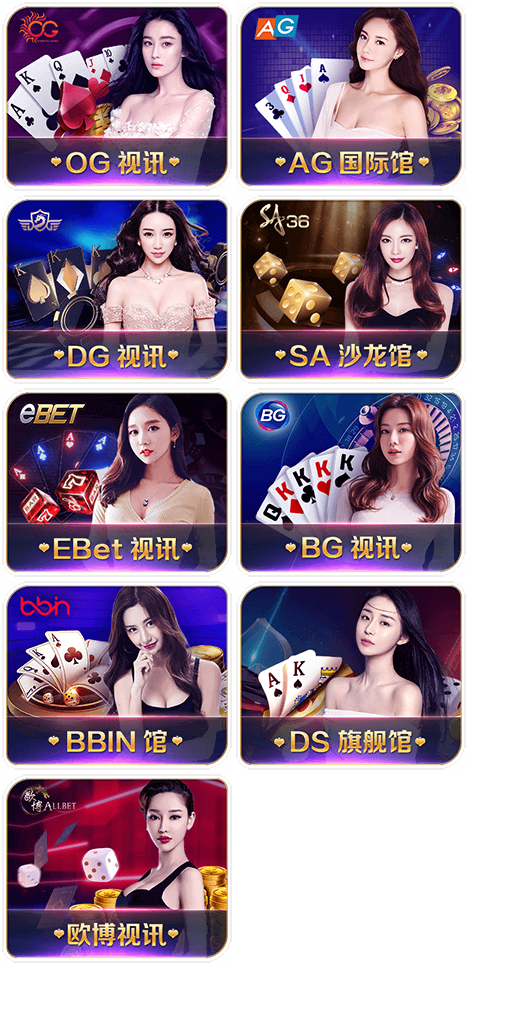 OG
OG 视讯
AG
AG 国际馆
DG 视讯
SA36
SA 沙龙馆
eBET
EBet 视讯
BG
BG 视讯
bbin
BBIN 馆
DS 旗舰馆
欧博 ALLBET
欧博视讯